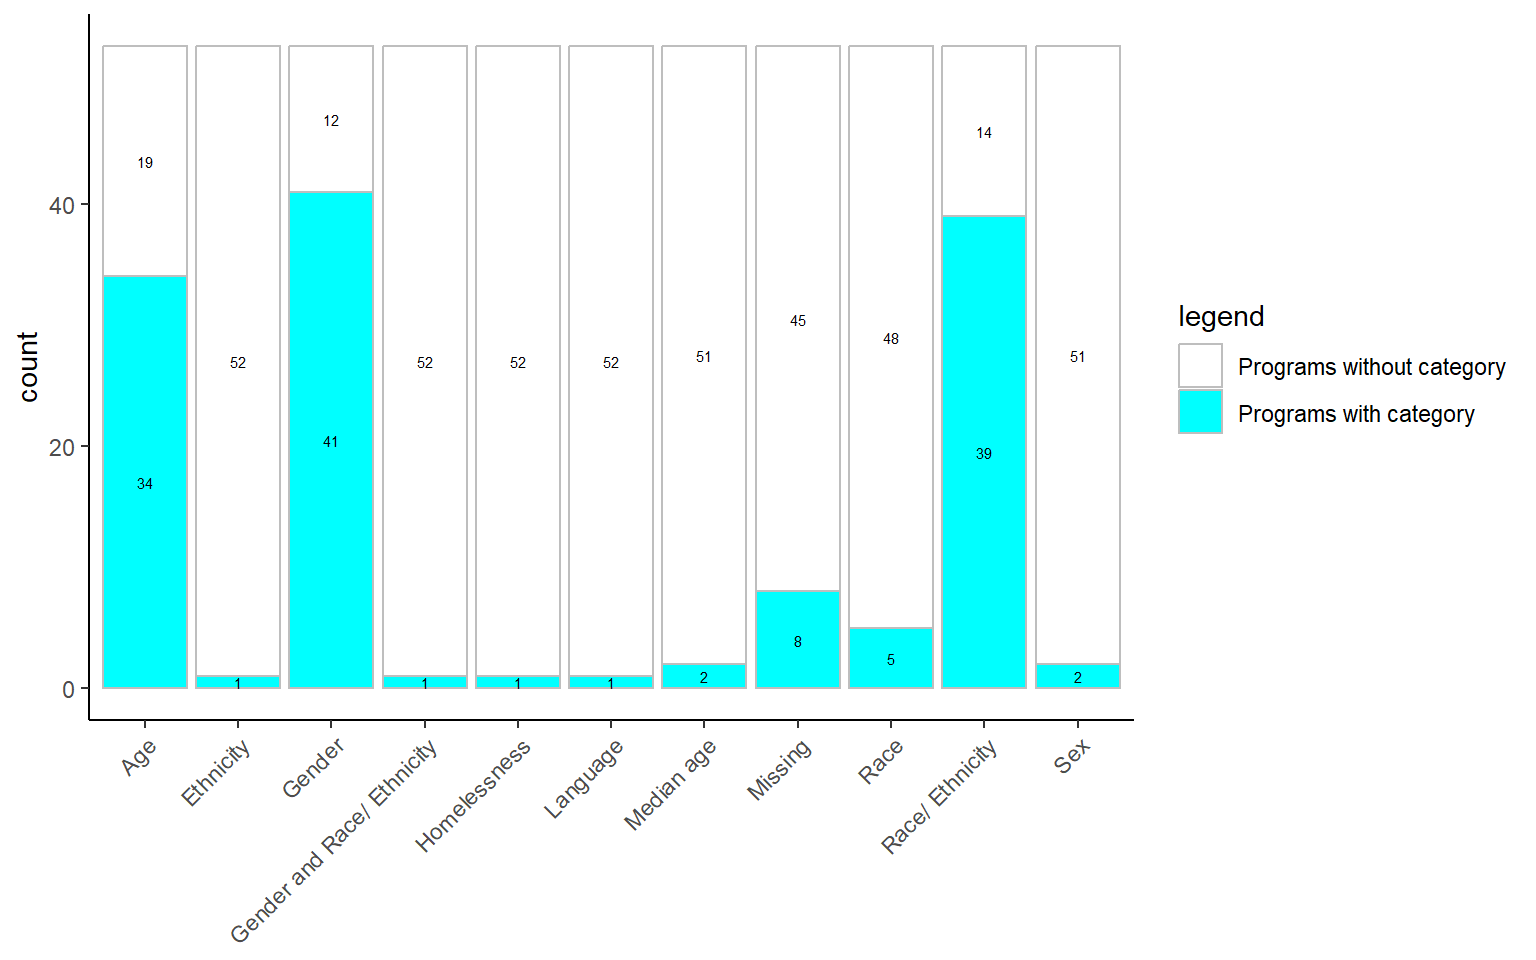 count
40
20
0
19
52
12
52
52
52
51
45
48
14
51
34
1
41
1
1
1
2
8
5
39
2
Age
Ethnicity
Gender
Gender and Race/ Ethnicity
Homelessness
Language
Median age
Missing
Race
Race/ Ethnicity
Sex
legend
Programs without category
Programs with category